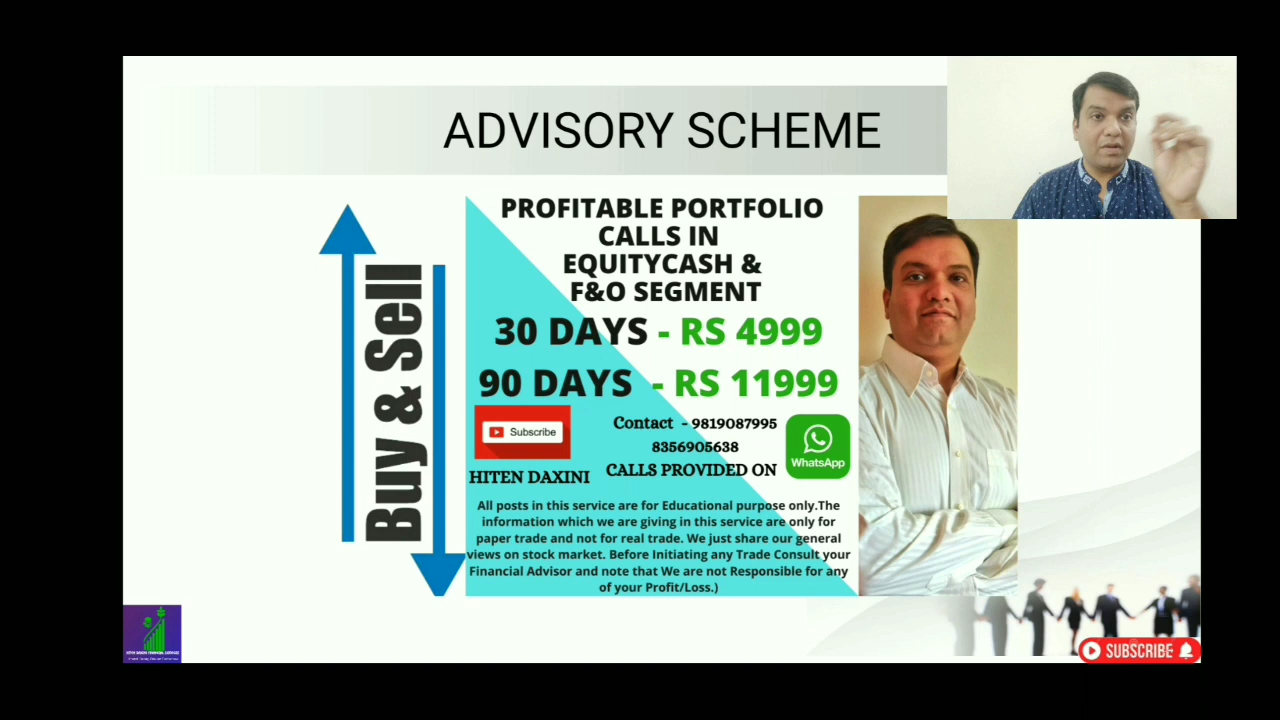 ADVISORY SCHEME
Buy & Sell
PROFITABLE PORTFOLIO
CALLS IN
EQUITYCASH &
F&O SEGMENT
30 DAYS - RS 4999
90 DAYS - RS 11999
Subscribe
HITEN DAXINI
Contact - 9819087995
8356905638
CALLS PROVIDED ON
WhatsApp
All posts in this service are for Educational purpose only.The
information which we are giving in this service are only for
paper trade and not for real trade. We just share our general
views on stock market. Before Initiating any Trade Consult your
Financial Advisor and note that We are not Responsible for any
of your Profit/Loss.)
HITEN DAXINI FINANCIAL SERVICES
SUBSCRIBE